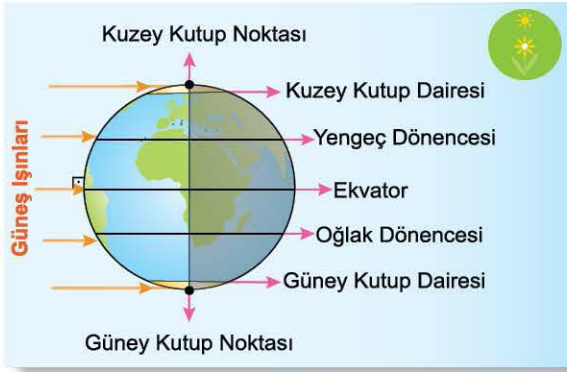 Kuzey Kutup Noktası
Kuzey Kutup Dairesi
Yengeç Dönencesi
Güneş Işınları
Ekvator
Oğlak Dönencesi
Güney Kutup Dairesi
Güney Kutup Noktası